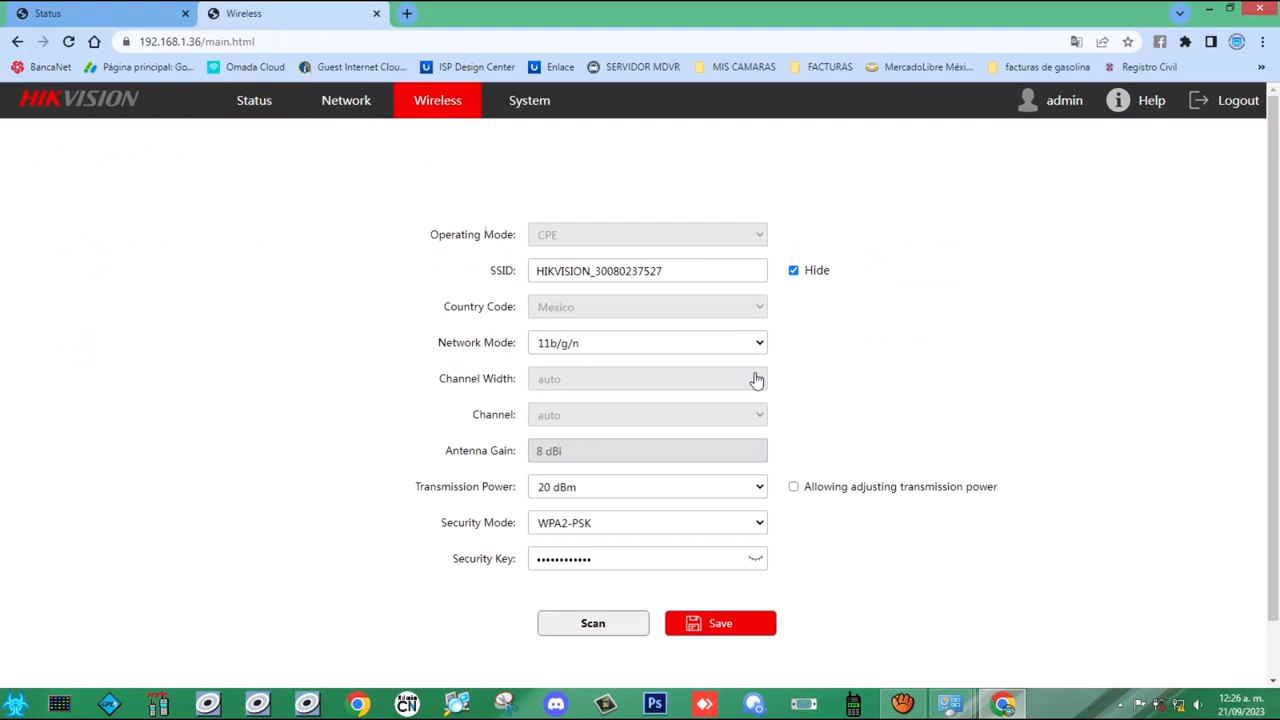 Status
Wireless
192.168.1.36/main.html
BancaNet
Página principal: Go...
Omada Cloud
Guest Internet Clou...
ISP Design Center
Enlace
SERVIDOR MDVR
MIS CAMARAS
FACTURAS
MercadoLibre Méxi...
facturas de gasolina
Registro Civil
»
HIKVISION
Status
Network
Wireless
System
admin
Help
Logout
Operating Mode: CPE
SSID: HIKVISION_30080237527 Hide
Country Code: Mexico
Network Mode: 11b/g/n
Channel Width: auto
Channel: auto
Antenna Gain: 8 dBi
Transmission Power: 20 dBm Allowing adjusting transmission power
Security Mode: WPA2-PSK
Security Key: ••••••••••••
Scan
Save
CN
Ps
12:26 a. m.
21/09/2023